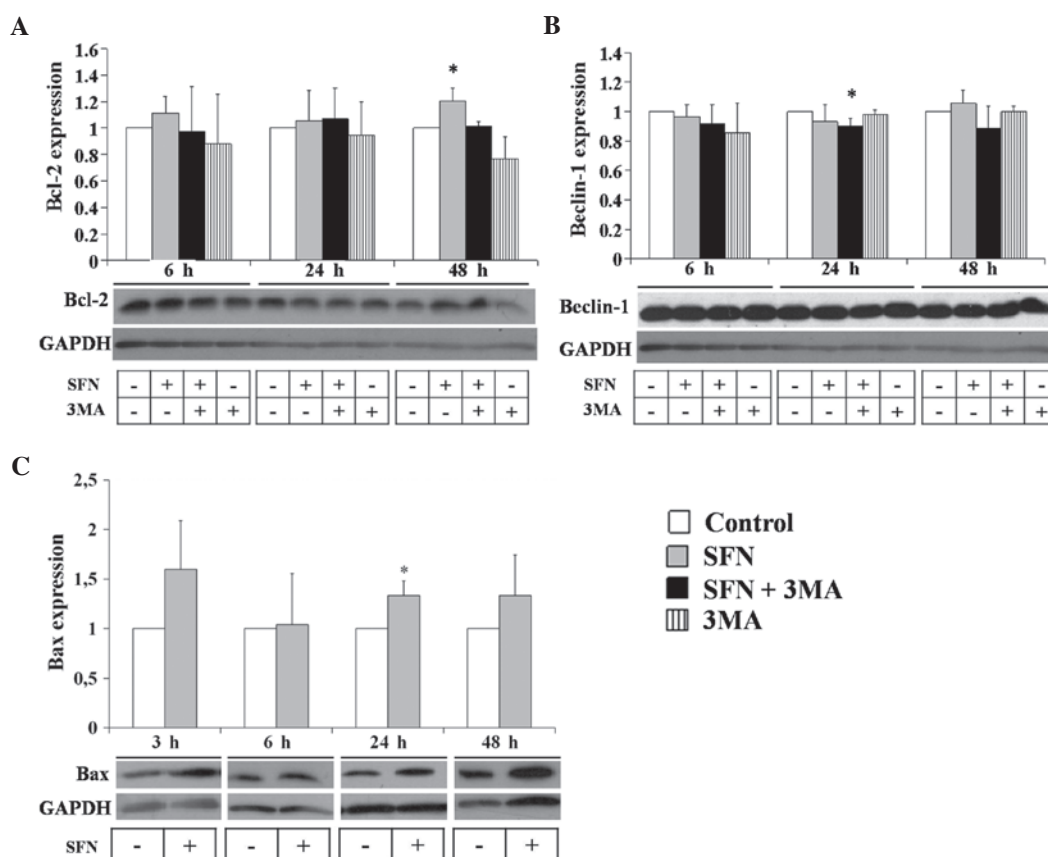 A
Bcl-2 expression
1.6
1.4
1.2
1
0.8
0.6
0.4
0.2
0
*
6 h 24 h 48 h
Bcl-2
GAPDH
SFN - + + - - + + - - + + -
3MA - - + + - - + + - - + +
B
Beclin-1 expression
1,4
1.2
1
0.8
0.6
0.4
0.2
0
*
6 h 24 h 48 h
Beclin-1
GAPDH
SFN - + + - - + + - - + + -
3MA - - + + - - + + - - + +
C
Bax expression
2,5
2
1,5
1
0,5
0
*
3 h 6 h 24 h 48 h
Bax
GAPDH
SFN - + - + - + - +
Control
SFN
SFN + 3MA
3MA